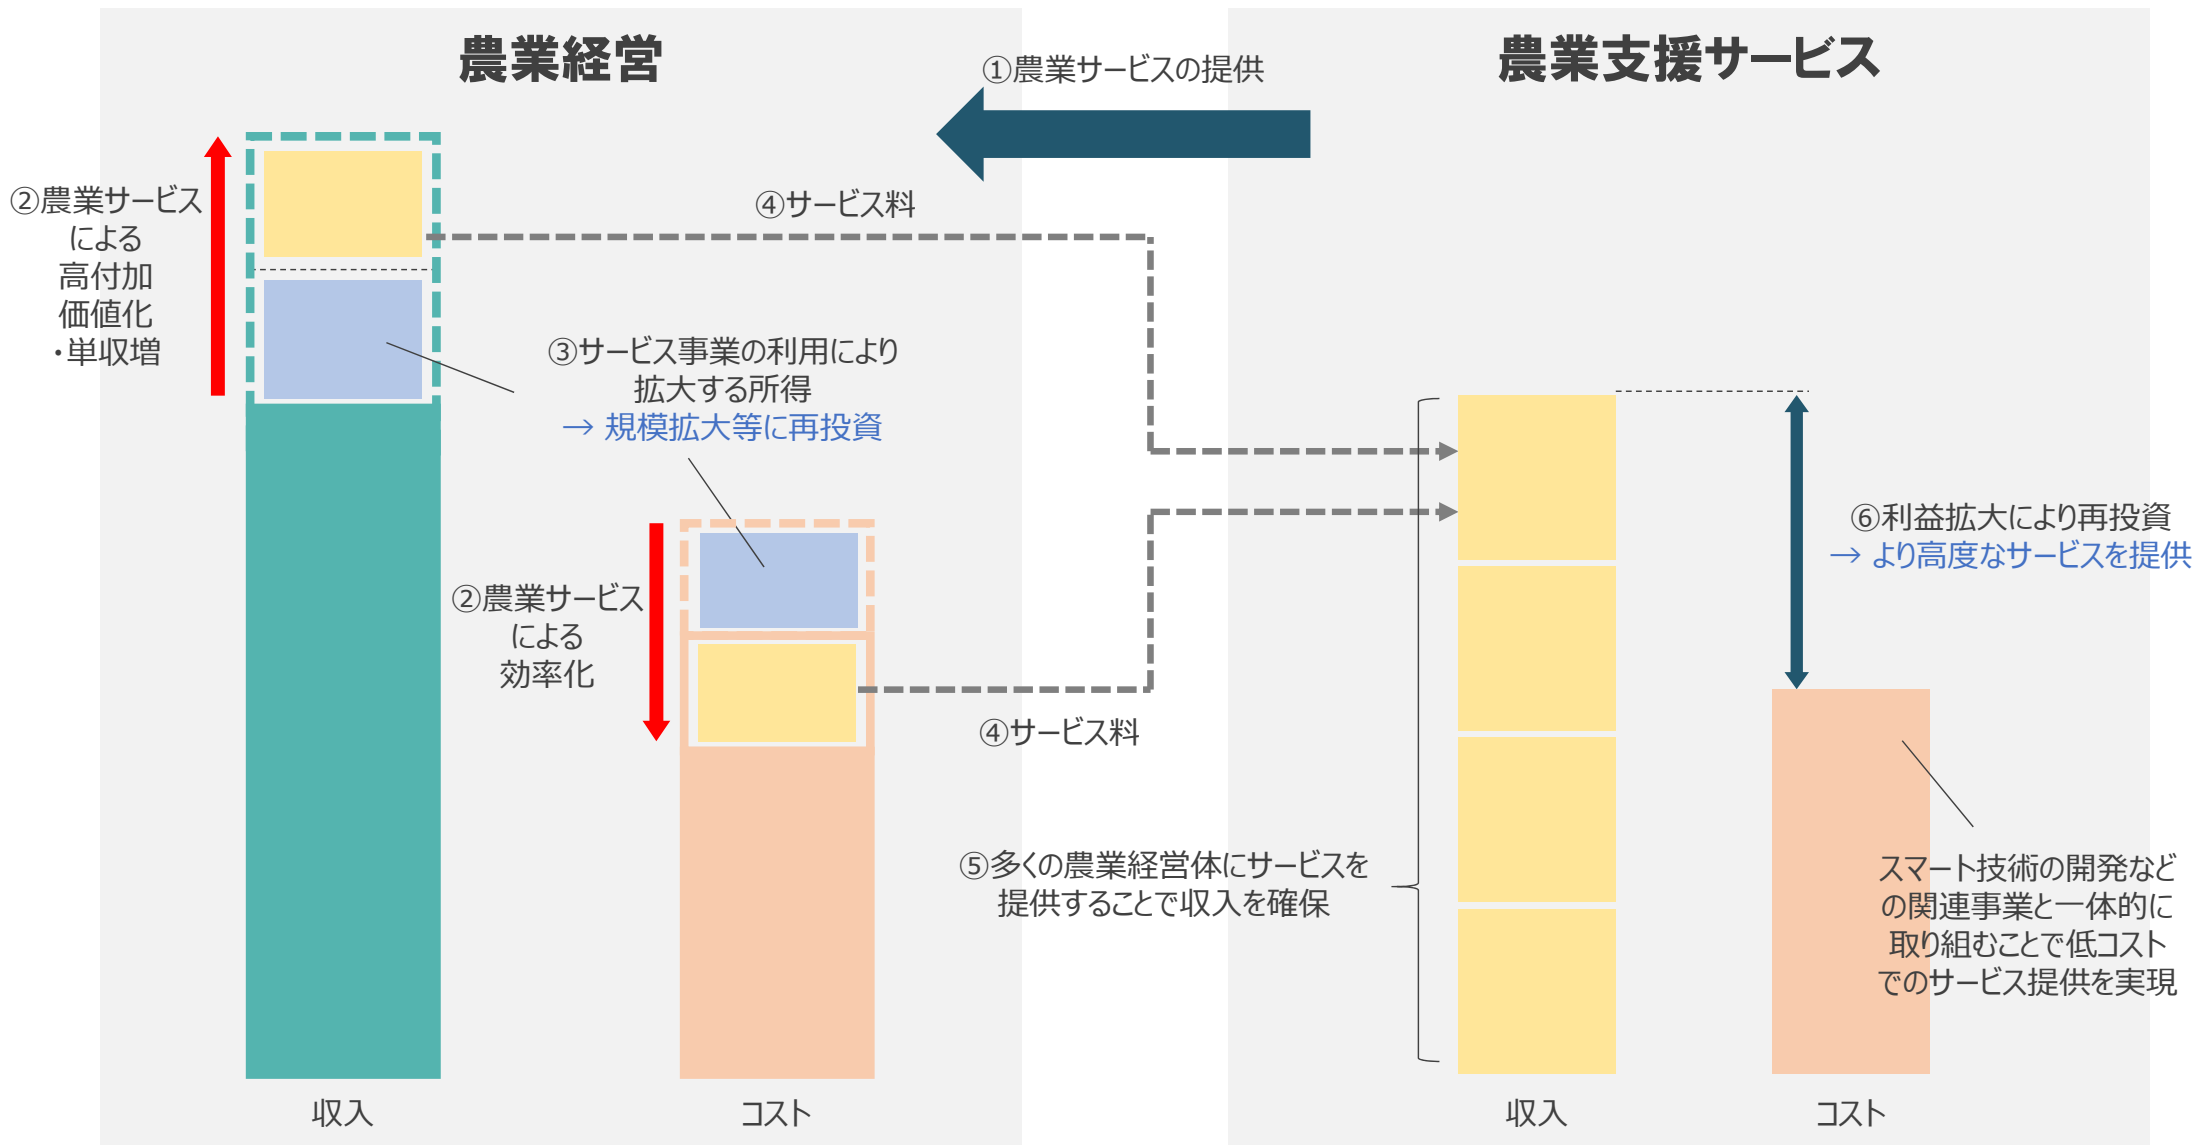 農業経営
農業支援サービス
①農業サービスの提供
②農業サービス
による
高付加
価値化
・単収増
④サービス料
③サービス事業の利用により
拡大する所得
→ 規模拡大等に再投資
②農業サービス
による
効率化
④サービス料
⑥利益拡大により再投資
→ より高度なサービスを提供
⑤多くの農業経営体にサービスを
提供することで収入を確保
スマート技術の開発など
の関連事業と一体的に
取り組むことで低コスト
でのサービス提供を実現
収入
コスト
収入
コスト